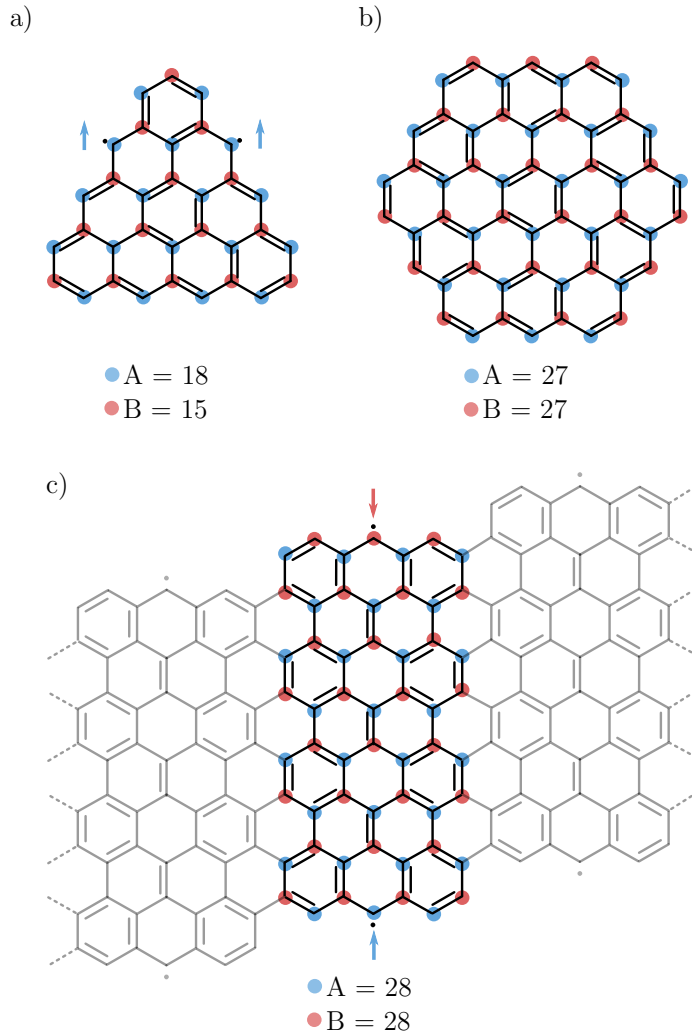 a)
b)
A = 18
B = 15
A = 27
B = 27
c)
A = 28
B = 28